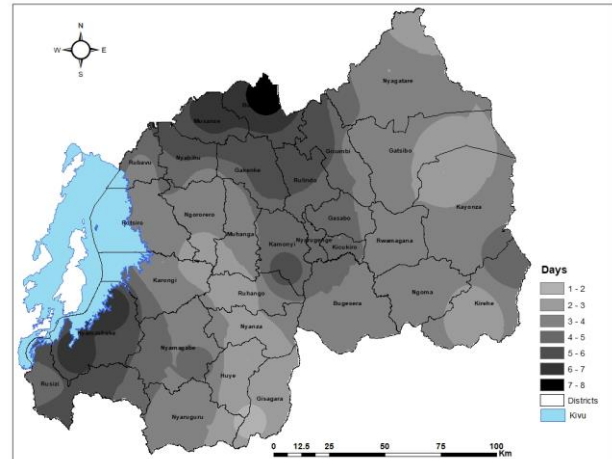 N
W E
S
Nyagatare
Musanze
Rubavu
Nyabihu
Gakenke
Rulindo
Gicumbi
Gatsibo
Kayonza
Rutsiro
Ngororero
Muhanga
Kamonyi
Gasabo
Nyarugenge
Kicukiro
Rwamagana
Karongi
Ruhango
Bugesera
Ngoma
Kirehe
Nyanza
Nyamagabe
Huye
Gisagara
Nyaruguru
Rusizi
Days
1 - 2
2 - 3
3 - 4
4 - 5
5 - 6
6 - 7
7 - 8
Districts
Kivu
0 12.5 25 50 75 100
Km